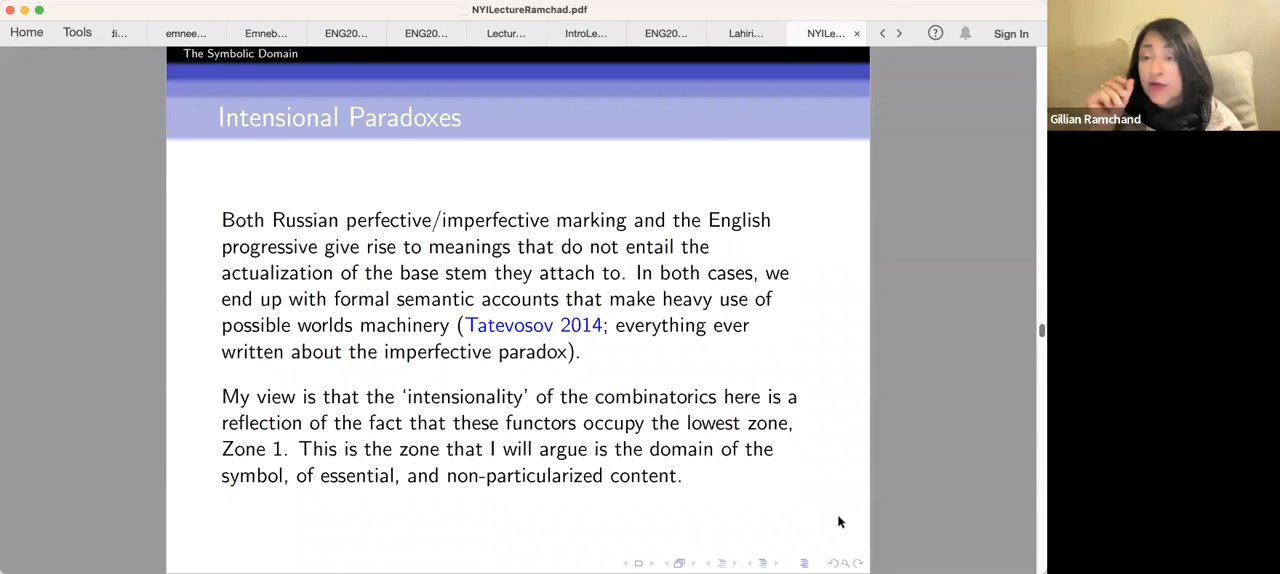 NYILectureRamchad.pdf
Home Tools di... emnee... Emneb... ENG20... ENG20... Lectur... IntroLe... ENG20... Lahiri... NYILe... × ? Sign In
The Symbolic Domain
Intensional Paradoxes
Both Russian perfective/imperfective marking and the English
progressive give rise to meanings that do not entail the
actualization of the base stem they attach to. In both cases, we
end up with formal semantic accounts that make heavy use of
possible worlds machinery (Tatevosov 2014; everything ever
written about the imperfective paradox).
My view is that the ‘intensionality’ of the combinatorics here is a
reflection of the fact that these functors occupy the lowest zone,
Zone 1. This is the zone that I will argue is the domain of the
symbol, of essential, and non-particularized content.
Gillian Ramchand